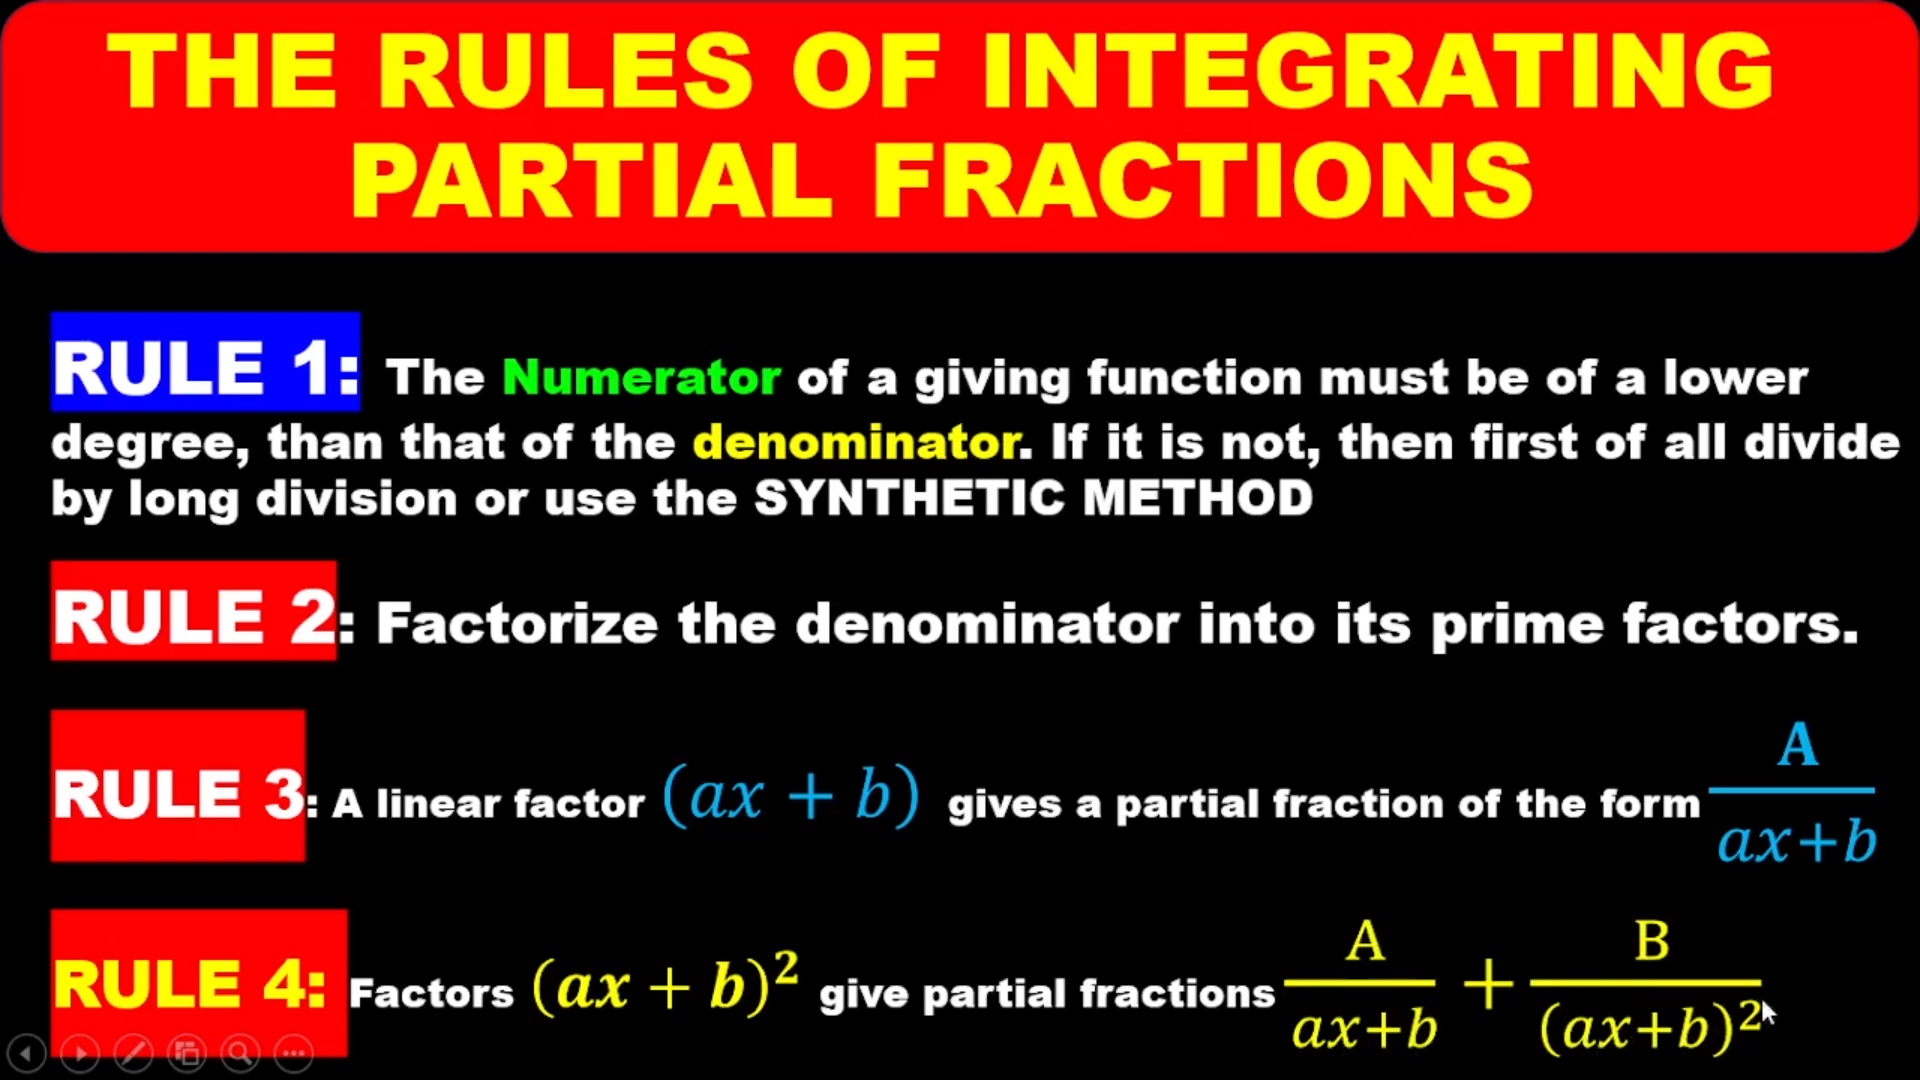 THE RULES OF INTEGRATING
PARTIAL FRACTIONS
RULE 1: The Numerator of a giving function must be of a lower
degree, than that of the denominator. If it is not, then first of all divide
by long division or use the SYNTHETIC METHOD
RULE 2: Factorize the denominator into its prime factors.
RULE 3: A linear factor (ax + b) gives a partial fraction of the form A/(ax+b)
RULE 4: Factors (ax + b)² give partial fractions A/(ax+b) + B/(ax+b)²